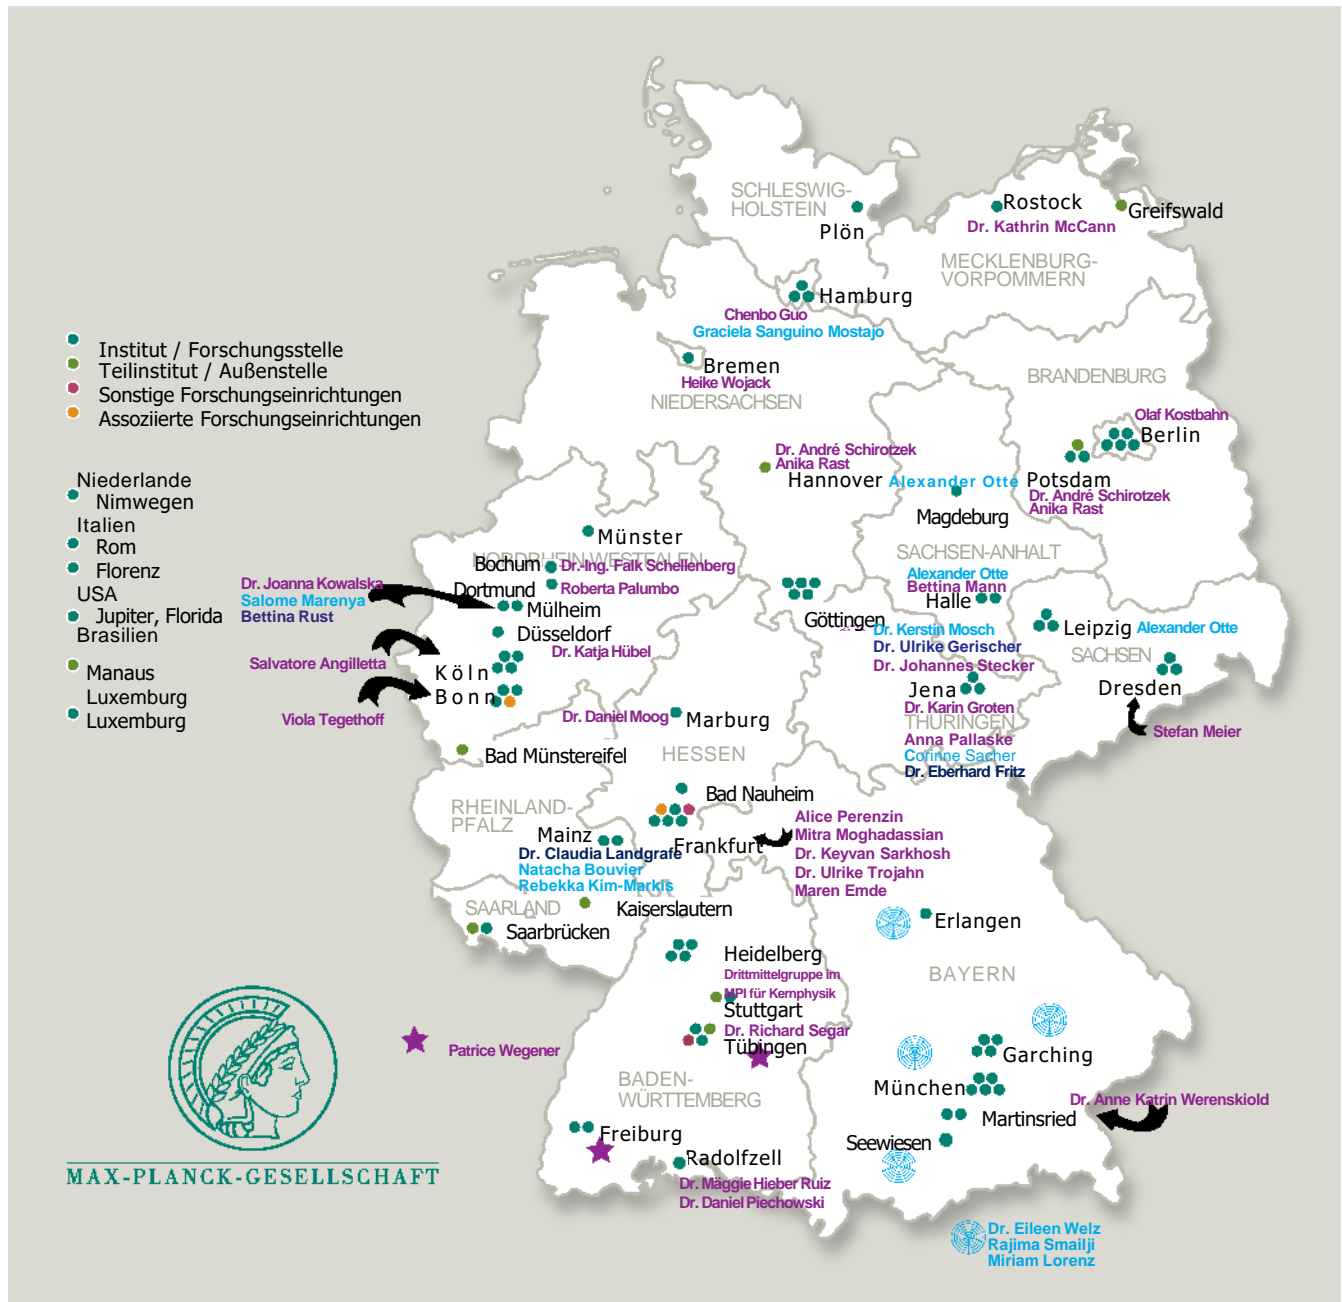 SCHLESWIG-
HOLSTEIN
Plön
Rostock
Greifswald
Dr. Kathrin McCann
MECKLENBURG-
VORPOMMERN
Hamburg
Chenbo Guo
Graciela Sanguino Mostajo
Bremen
Heike Wojack
NIEDERSACHSEN
BRANDENBURG
Olaf Kostbahn
Berlin
Institut / Forschungsstelle
Teilinstitut / Außenstelle
Sonstige Forschungseinrichtungen
Assoziierte Forschungseinrichtungen
Niederlande
Nimwegen
Italien
Rom
Florenz
USA
Jupiter, Florida
Brasilien
Manaus
Luxemburg
Luxemburg
Dr. André Schirotzek
Anika Rast
Hannover
Alexander Otte
Potsdam
Dr. André Schirotzek
Anika Rast
Magdeburg
SACHSEN-ANHALT
Alexander Otte
Bettina Mann
Halle
Münster
NORDRHEIN-WESTFALEN
Bochum
Dr.-Ing. Falk Schellenberg
Dortmund
Roberta Palumbo
Dr. Joanna Kowalska
Salome Marenya
Bettina Rust
Mülheim
Düsseldorf
Dr. Katja Hübel
Salvatore Angilletta
Köln
Bonn
Viola Tegethoff
Göttingen
Dr. Kerstin Mosch
Dr. Ulrike Gerischer
Dr. Johannes Stecker
Leipzig
Alexander Otte
SACHSEN
Dresden
Stefan Meier
Jena
Dr. Karin Groten
THÜRINGEN
Anna Pallaske
Corinne Sacher
Dr. Eberhard Fritz
Dr. Daniel Moog
Marburg
HESSEN
Bad Münstereifel
Bad Nauheim
RHEINLAND-
PFALZ
Mainz
Dr. Claudia Landgrafe
Natacha Bouvier
Rebekka Kim-Markis
Frankfurt
Alice Perenzin
Mitra Moghadassian
Dr. Keyvan Sarkhosh
Dr. Ulrike Trojahn
Maren Emde
SAARLAND
Kaiserslautern
Saarbrücken
Erlangen
BAYERN
Heidelberg
Drittmittelgruppe im
MPI für Kernphysik
Stuttgart
Dr. Richard Segar
Tübingen
Patrice Wegener
BADEN-
WÜRTTEMBERG
Garching
München
Martinsried
Dr. Anne Katrin Werenskiold
Seewiesen
Freiburg
Radolfzell
Dr. Mäggie Hieber Ruiz
Dr. Daniel Piechowski
Dr. Eileen Welz
Rajima Smailji
Miriam Lorenz
MAX-PLANCK-GESELLSCHAFT